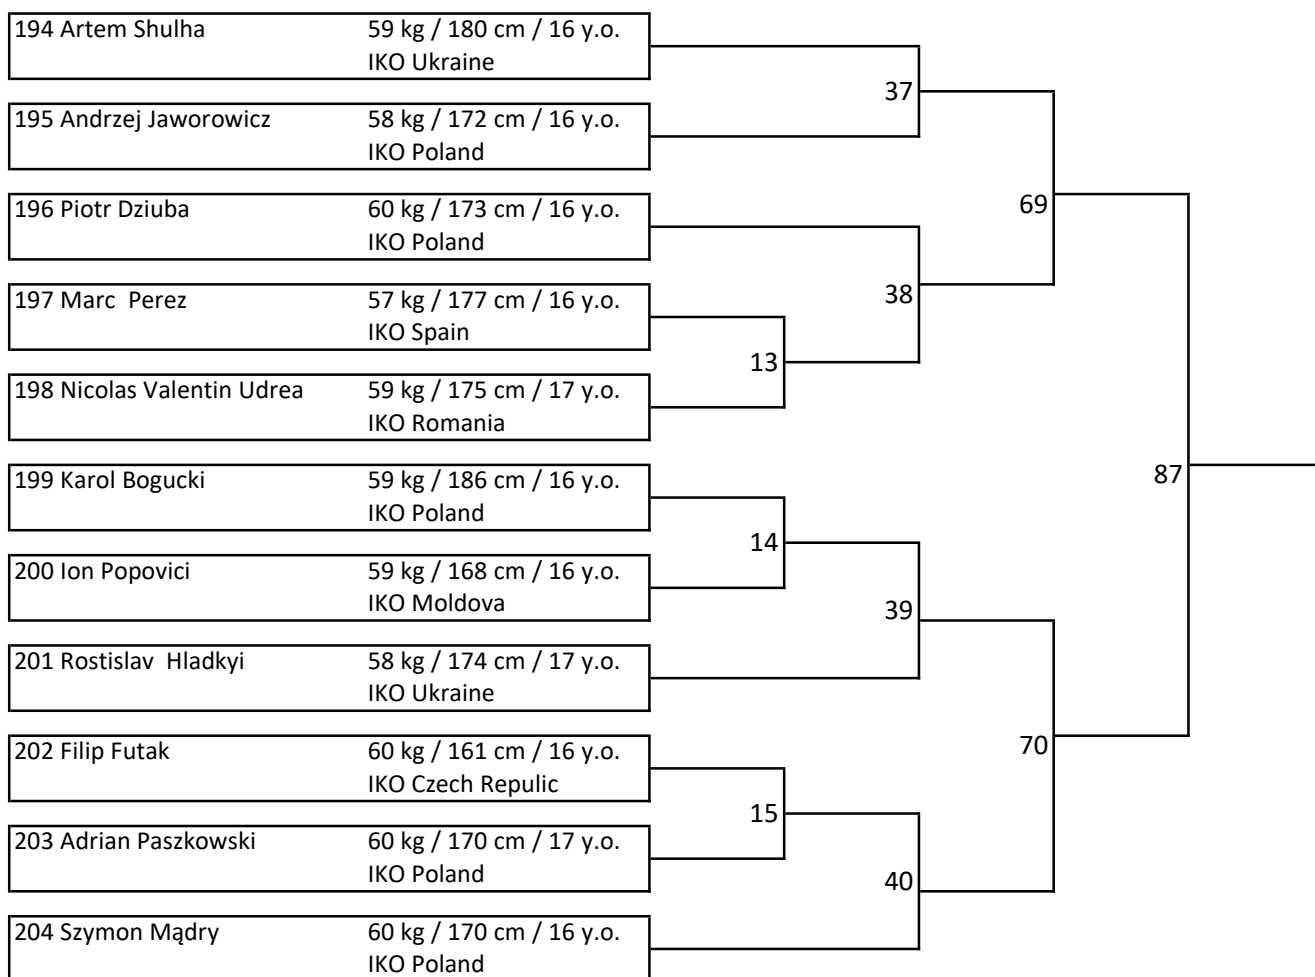 194 Artem Shulha 59 kg / 180 cm / 16 y.o.
IKO Ukraine
37
195 Andrzej Jaworowicz 58 kg / 172 cm / 16 y.o.
IKO Poland
196 Piotr Dziuba 60 kg / 173 cm / 16 y.o.
69
IKO Poland
197 Marc  Perez 57 kg / 177 cm / 16 y.o.
38
IKO Spain
13
198 Nicolas Valentin Udrea 59 kg / 175 cm / 17 y.o.
IKO Romania
199 Karol Bogucki 59 kg / 186 cm / 16 y.o.
87
IKO Poland
14
200 Ion Popovici 59 kg / 168 cm / 16 y.o.
IKO Moldova
39
201 Rostislav  Hladkyi 58 kg / 174 cm / 17 y.o.
IKO Ukraine
202 Filip Futak 60 kg / 161 cm / 16 y.o.
70
IKO Czech Repulic
15
203 Adrian Paszkowski 60 kg / 170 cm / 17 y.o.
IKO Poland
40
204 Szymon Mądry 60 kg / 170 cm / 16 y.o.
IKO Poland